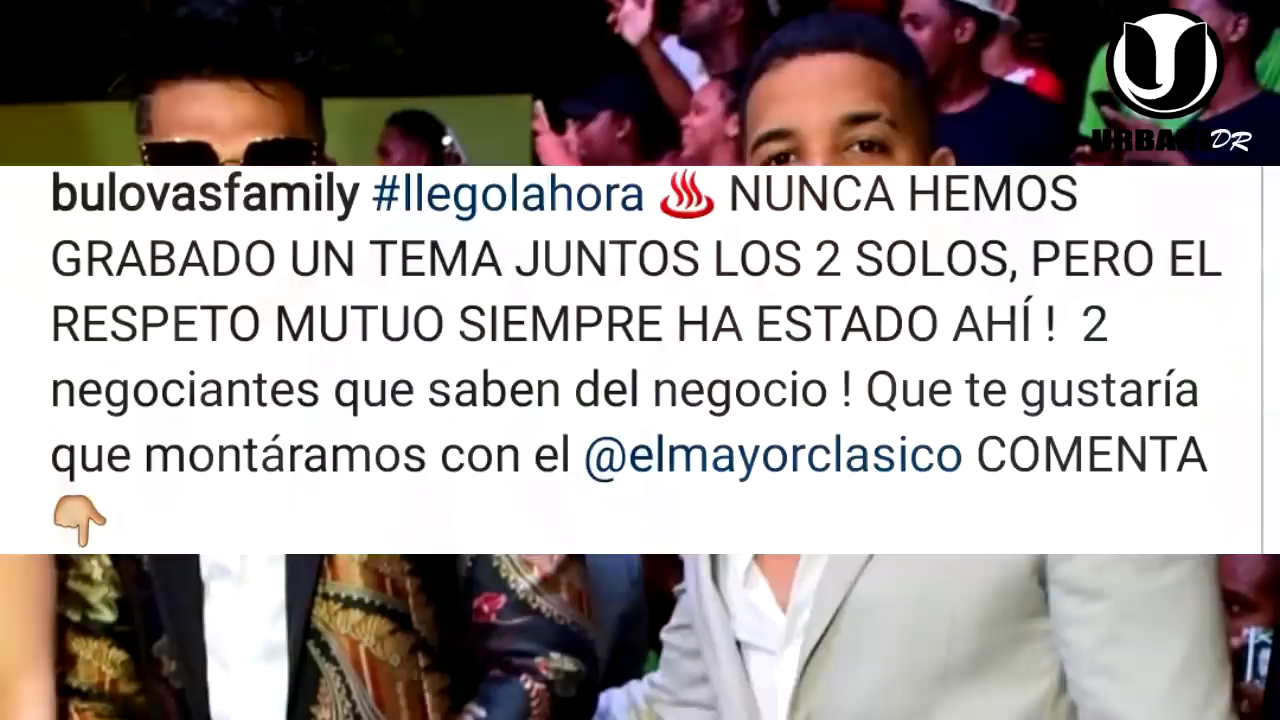 URBANO DR
bulovasfamily #llegolahora ♨️ NUNCA HEMOS
GRABADO UN TEMA JUNTOS LOS 2 SOLOS, PERO EL
RESPETO MUTUO SIEMPRE HA ESTADO AHÍ ! 2
negociantes que saben del negocio ! Que te gustaría
que montáramos con el @elmayorclasico COMENTA
👇🏼